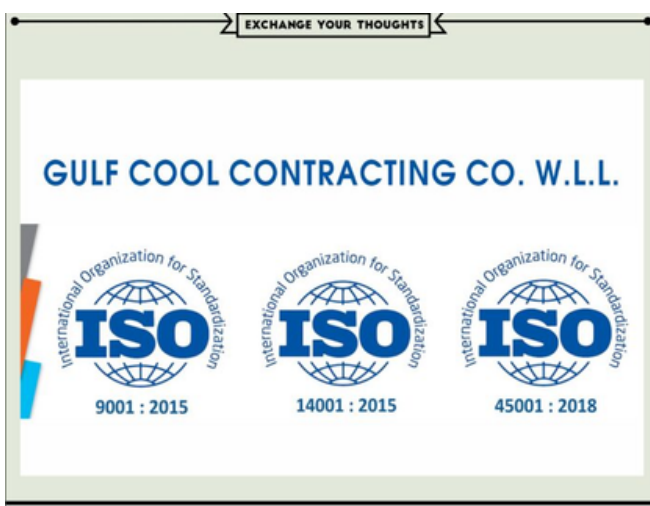 EXCHANGE YOUR THOUGHTS
GULF COOL CONTRACTING CO. W.L.L.
International Organization for Standardization
ISO
9001 : 2015
International Organization for Standardization
ISO
14001 : 2015
International Organization for Standardization
ISO
45001 : 2018